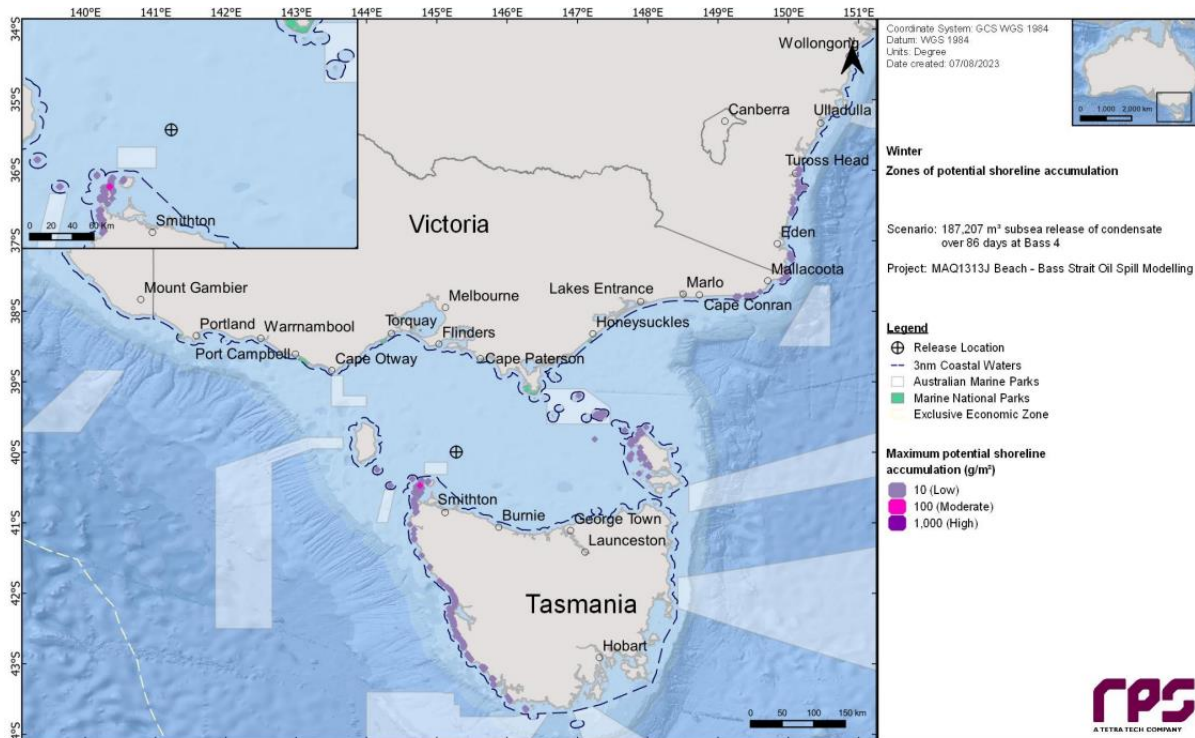 140°E 141°E 142°E 143°E 144°E 145°E 146°E 147°E 148°E 149°E 150°E 151°E
34°S
35°S
36°S
37°S
38°S
39°S
40°S
41°S
42°S
43°S
44°S
Smithton
0 20 40 60 Km
Wollongong
Canberra
Ulladulla
Tuross Head
Victoria
Eden
Mallacoota
Mount Gambier
Melbourne
Lakes Entrance
Marlo
Cape Conran
Portland
Warrnambool
Torquay
Flinders
Honeysuckles
Port Campbell
Cape Otway
Cape Paterson
Smithton
Burnie
George Town
Launceston
Tasmania
Hobart
0 50 100 150 km
Coordinate System: GCS WGS 1984
Datum: WGS 1984
Units: Degree
Date created: 07/08/2023
0 1,000 2,000 km
Winter
Zones of potential shoreline accumulation
Scenario: 187,207 m³ subsea release of condensate
over 86 days at Bass 4
Project: MAQ1313J Beach - Bass Strait Oil Spill Modelling
Legend
Release Location
3nm Coastal Waters
Australian Marine Parks
Marine National Parks
Exclusive Economic Zone
Maximum potential shoreline
accumulation (g/m²)
10 (Low)
100 (Moderate)
1,000 (High)
rps
A TETRA TECH COMPANY